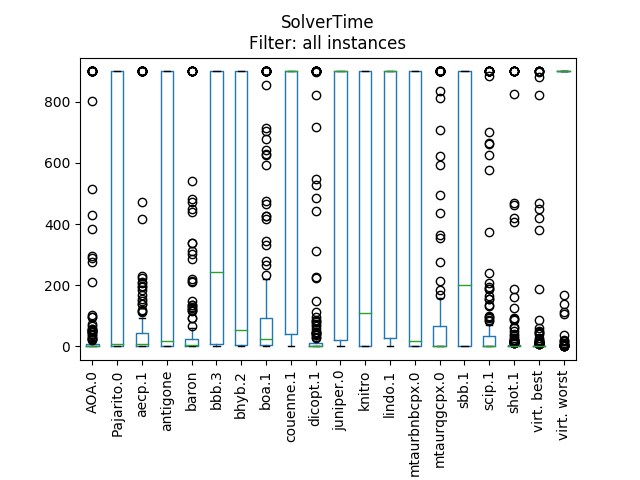 SolverTime
Filter: all instances
800
600
400
200
0
AOA.0
Pajarito.0
aecp.1
antigone
baron
bbb.3
bhyb.2
boa.1
couenne.1
dicopt.1
juniper.0
knitro
lindo.1
mtaurbnbcpx.0
mtaurqgcpx.0
sbb.1
scip.1
shot.1
virt. best
virt. worst